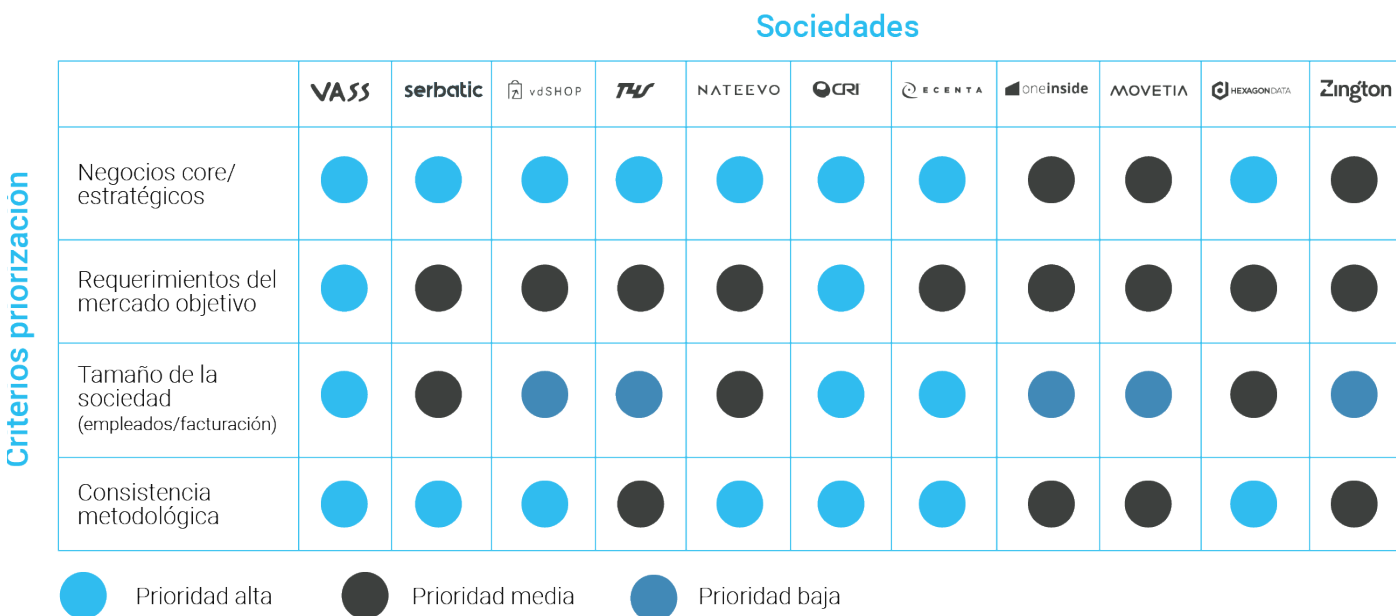 Sociedades
VASS
serbatic
vdSHOP
T4S
NATEEVO
CRI
ECENTA
oneinside
MOVETIA
HEXAGONDATA
Zington
Criterios priorización
Negocios core/
estratégicos
Requerimientos del
mercado objetivo
Tamaño de la
sociedad
(empleados/facturación)
Consistencia
metodológica
Prioridad alta
Prioridad media
Prioridad baja